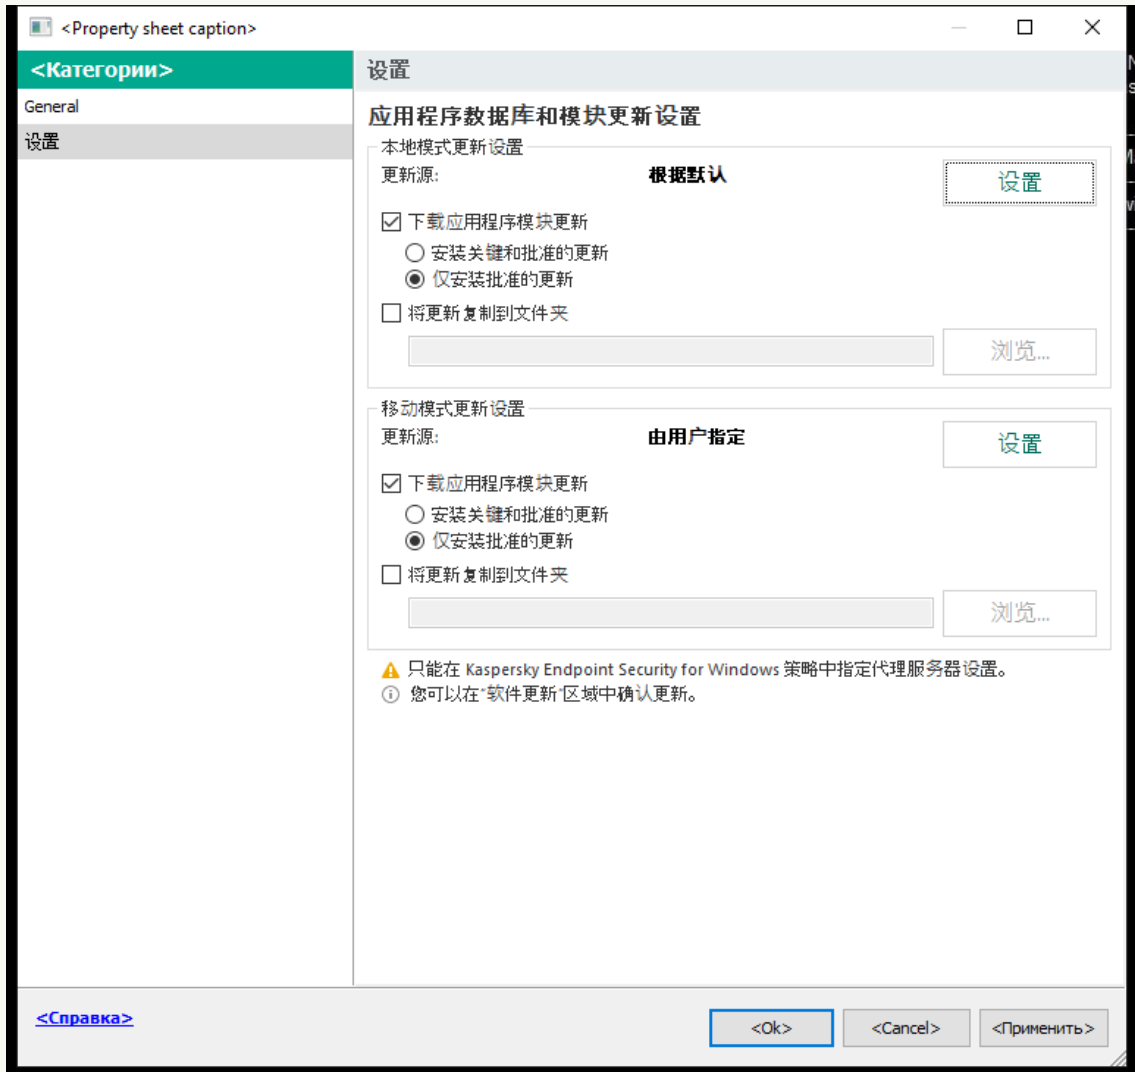 <Property sheet caption>
<Категории>
General
设置
设置
应用程序数据库和模块更新设置
本地模式更新设置
更新源: 根据默认 设置
下载应用程序模块更新
安装关键和批准的更新
仅安装批准的更新
将更新复制到文件夹
浏览...
移动模式更新设置
更新源: 由用户指定 设置
下载应用程序模块更新
安装关键和批准的更新
仅安装批准的更新
将更新复制到文件夹
浏览...
只能在 Kaspersky Endpoint Security for Windows 策略中指定代理服务器设置。
您可以在"软件更新"区域中确认更新。
<Справка>
<Ok> <Cancel> <Применить>